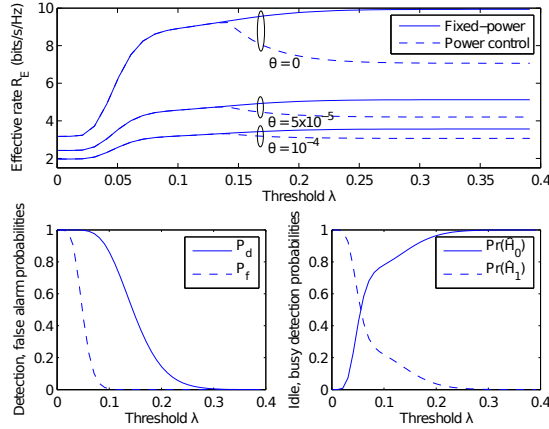 Effective rate R_E (bits/s/Hz)
10
8
6
4
2
Fixed−power
Power control
θ=0
θ=5x10^-5
θ=10^-4
0 0.05 0.1 0.15 0.2 0.25 0.3 0.35 0.4
Threshold λ
Detection, false alarm probabilities
1
0.8
0.6
0.4
0.2
0
P_d
P_f
0 0.1 0.2 0.3 0.4
Threshold λ
Idle, busy detection probabilities
1
0.8
0.6
0.4
0.2
0
Pr(Ĥ_0)
Pr(Ĥ_1)
0 0.1 0.2 0.3 0.4
Threshold λ